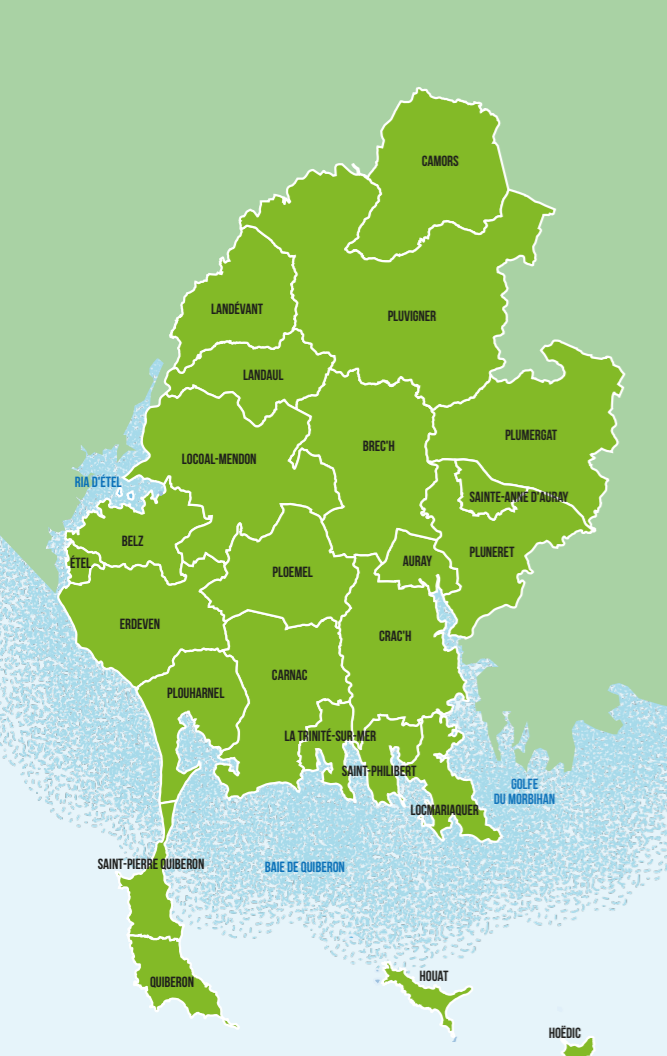 CAMORS
LANDÉVANT
PLUVIGNER
LANDAUL
PLUMERGAT
BREC'H
LOCOAL-MENDON
RIA D'ÉTEL
SAINTE-ANNE D'AURAY
BELZ
PLUNERET
ÉTEL
AURAY
PLOEMEL
ERDEVEN
CRAC'H
CARNAC
PLOUHARNEL
LA TRINITÉ-SUR-MER
SAINT-PHILIBERT
GOLFE
DU MORBIHAN
LOCMARIAQUER
SAINT-PIERRE QUIBERON
BAIE DE QUIBERON
HOUAT
QUIBERON
HOËDIC